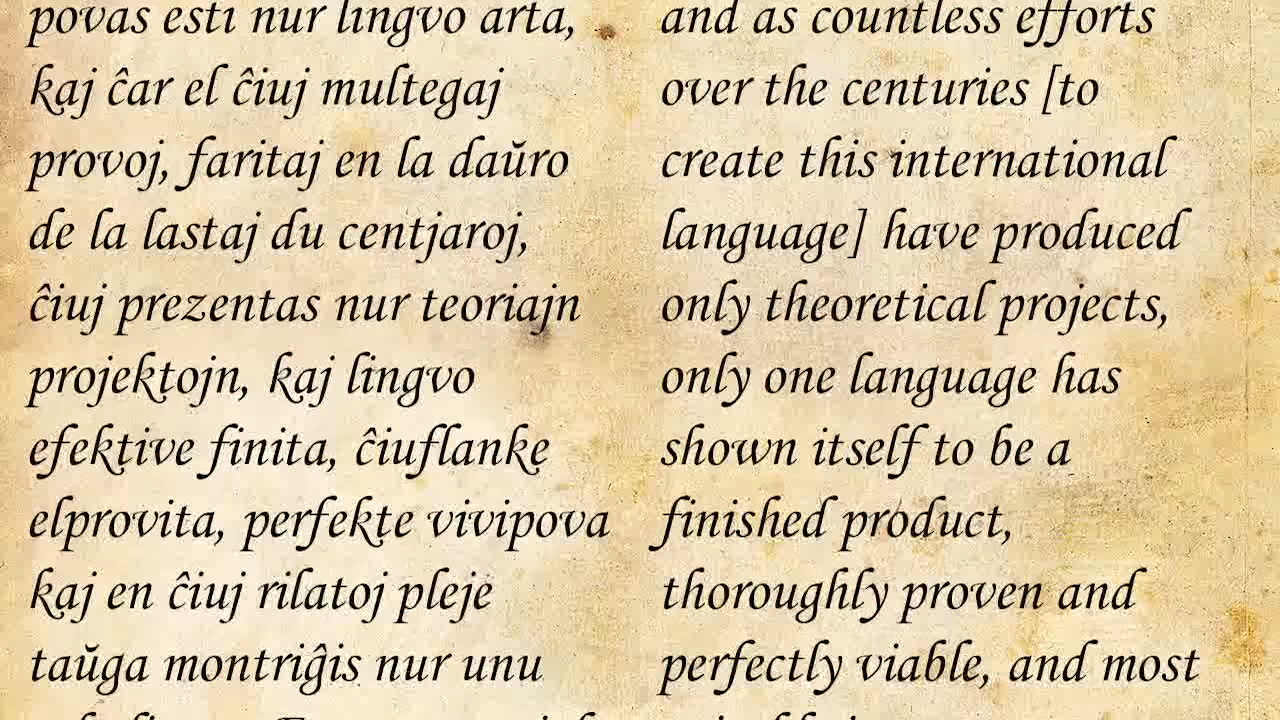 povas esti nur lingvo arta,
kaj ĉar el ĉiuj multegaj
provoj, faritaj en la daŭro
de la lastaj du centjaroj,
ĉiuj prezentas nur teoriajn
projektojn, kaj lingvo
efektive finita, ĉiuflanke
elprovita, perfekte vivipova
kaj en ĉiuj rilatoj pleje
taŭga montriĝis nur unu
and as countless efforts
over the centuries [to
create this international
language] have produced
only theoretical projects,
only one language has
shown itself to be a
finished product,
thoroughly proven and
perfectly viable, and most